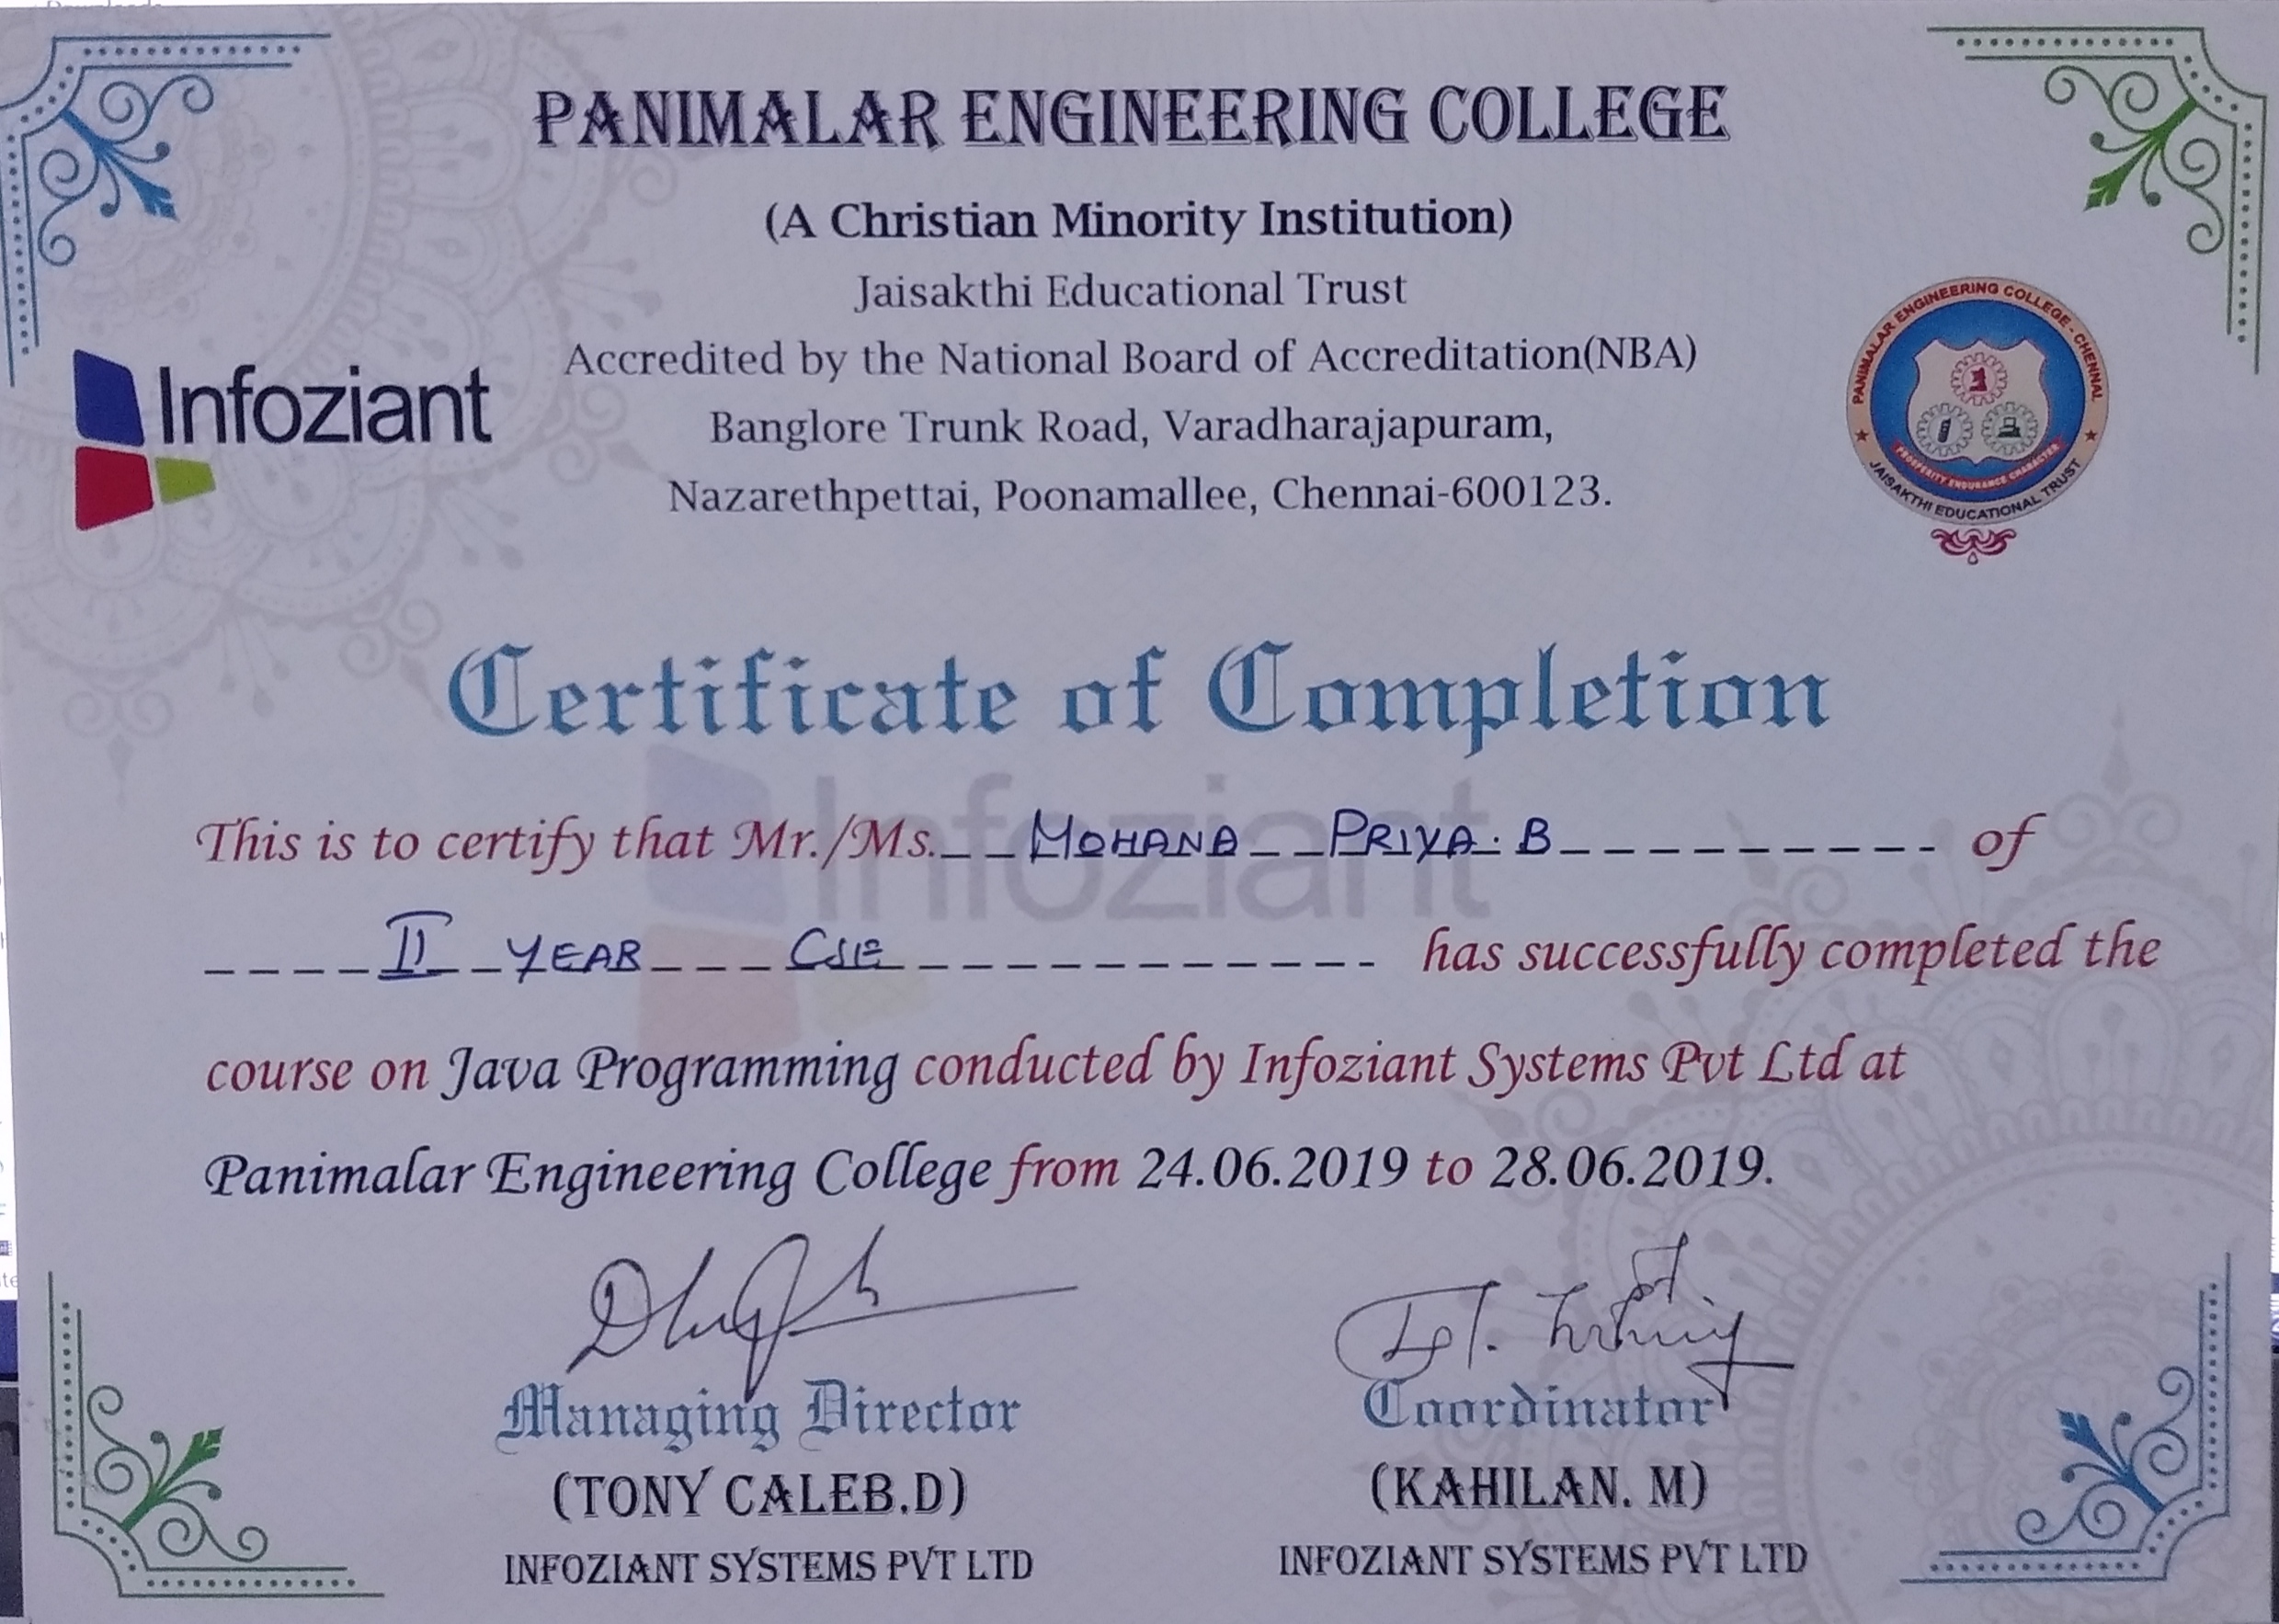 PANIMALAR ENGINEERING COLLEGE
(A Christian Minority Institution)
Jaisakthi Educational Trust
Accredited by the National Board of Accreditation(NBA)
Banglore Trunk Road, Varadharajapuram,
Nazarethpettai, Poonamallee, Chennai-600123.
Infoziant
PANIMALAR ENGINEERING COLLEGE - CHENNAI
PROSPERITY ENDURANCE CHARACTER
JAISAKTHI EDUCATIONAL TRUST
Certificate of Completion
Infoziant
This is to certify that Mr./Ms. MOHANA PRIYA. B of
II YEAR CSE has successfully completed the
course on Java Programming conducted by Infoziant Systems Pvt Ltd at
Panimalar Engineering College from 24.06.2019 to 28.06.2019.
Managing Director Coordinator
(TONY CALEB.D) (KAHILAN. M)
INFOZIANT SYSTEMS PVT LTD INFOZIANT SYSTEMS PVT LTD